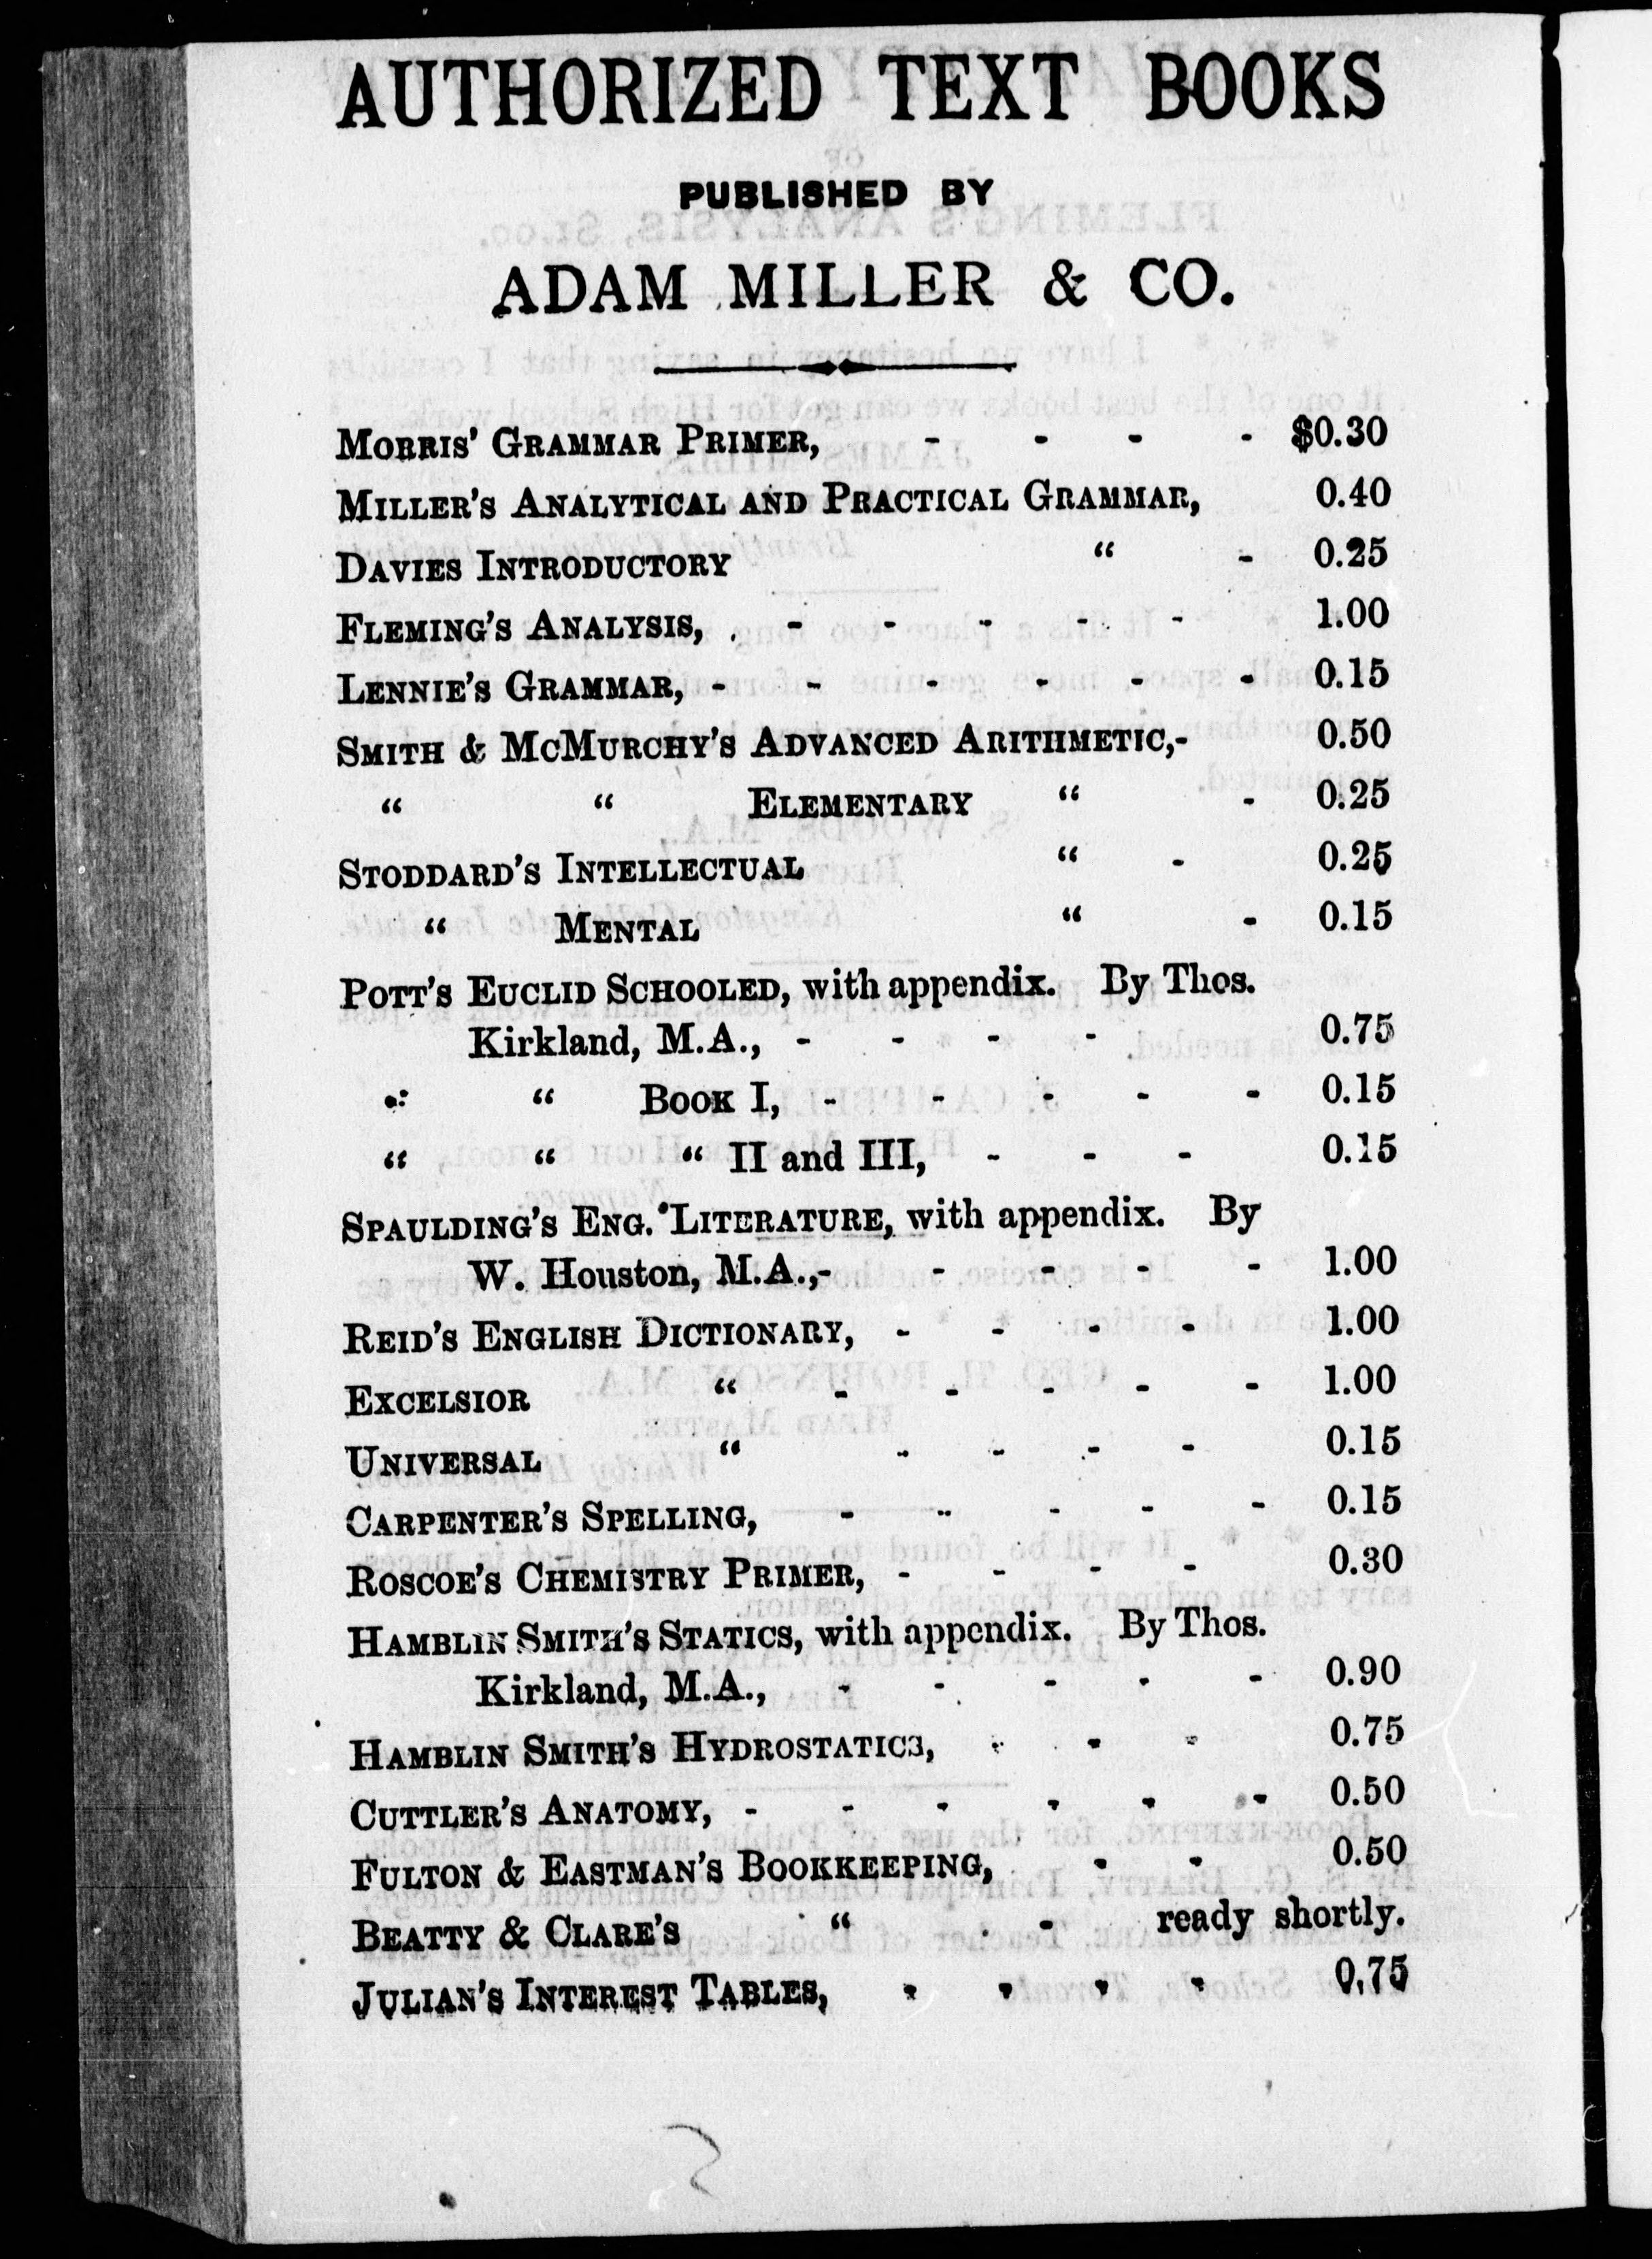 AUTHORIZED TEXT BOOKS
PUBLISHED BY
ADAM MILLER & CO.
MORRIS' GRAMMAR PRIMER, - - - - $0.30
MILLER'S ANALYTICAL AND PRACTICAL GRAMMAR, 0.40
DAVIES INTRODUCTORY “ - 0.25
FLEMING'S ANALYSIS, - - - - - 1.00
LENNIE'S GRAMMAR, - - - - - - 0.15
SMITH & MCMURCHY'S ADVANCED ARITHMETIC,- 0.50
“ “ ELEMENTARY “ - 0.25
STODDARD'S INTELLECTUAL “ - 0.25
“ MENTAL “ - 0.15
POTT'S EUCLID SCHOOLED, with appendix. By Thos.
Kirkland, M.A., - - - - 0.75
“ “ BOOK I, - - - - - 0.15
“ “ “ II and III, - - - 0.15
SPAULDING'S ENG. LITERATURE, with appendix. By
W. Houston, M.A.,- - - - - 1.00
REID'S ENGLISH DICTIONARY, - - - - 1.00
EXCELSIOR “ - - - - - 1.00
UNIVERSAL “ - - - - 0.15
CARPENTER'S SPELLING, - - - - - 0.15
ROSCOE'S CHEMISTRY PRIMER, - - - - 0.30
HAMBLIN SMITH'S STATICS, with appendix. By Thos.
Kirkland, M.A., - - - - - 0.90
HAMBLIN SMITH'S HYDROSTATICS, - - - 0.75
CUTTLER'S ANATOMY, - - - - - - 0.50
FULTON & EASTMAN'S BOOKKEEPING, - - 0.50
BEATTY & CLARE'S “ - ready shortly.
JULIAN'S INTEREST TABLES, - - - - 0.75